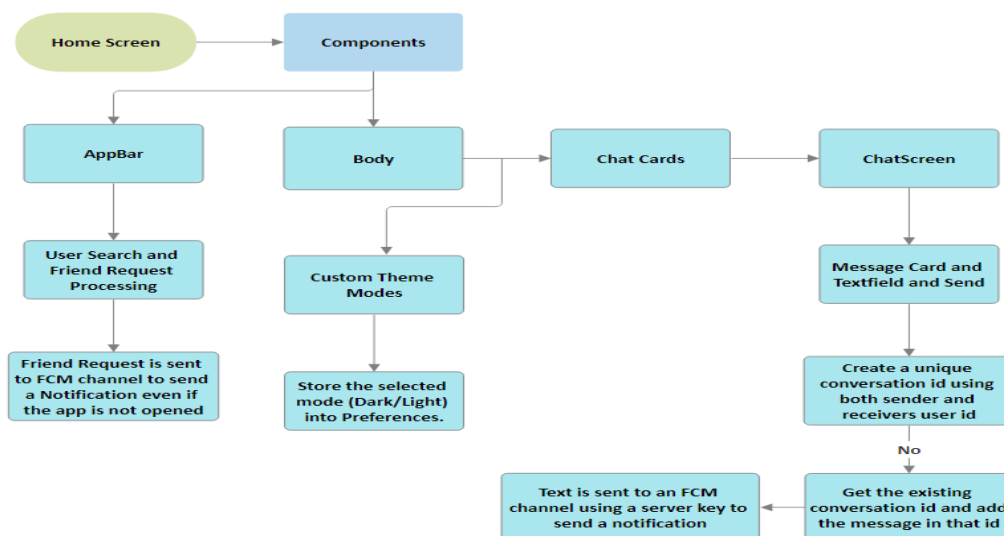 Home Screen
Components
AppBar
Body
Chat Cards
ChatScreen
User Search and
Friend Request
Processing
Custom Theme
Modes
Message Card and
Textfield and Send
Friend Request is sent
to FCM channel to send
a Notification even if
the app is not opened
Store the selected
mode (Dark/Light)
into Preferences.
Create a unique
conversation id using
both sender and
receivers user id
No
Text is sent to an FCM
channel using a server key to
send a notification
Get the existing
conversation id and add
the message in that id